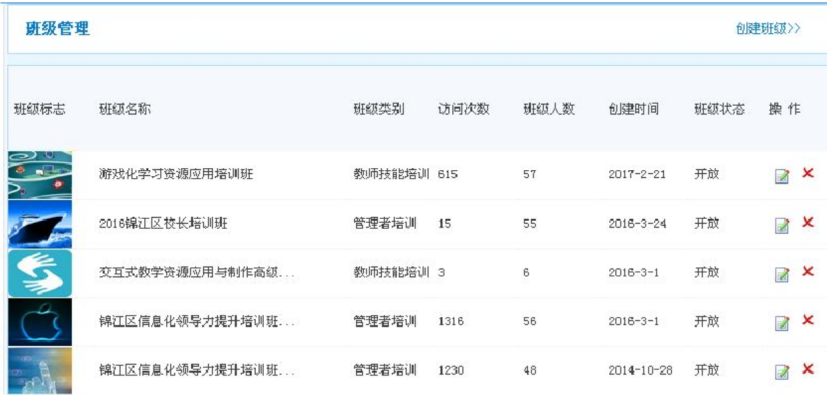 班级管理 创建班级>>
班级标志 班级名称 班级类别 访问次数 班级人数 创建时间 班级状态 操 作
游戏化学习资源应用培训班 教师技能培训 615 57 2017-2-21 开放
2016锦江区校长培训班 管理者培训 15 55 2016-3-24 开放
交互式教学资源应用与制作高级... 教师技能培训 3 6 2016-3-1 开放
锦江区信息化领导力提升培训班... 管理者培训 1316 56 2016-3-1 开放
锦江区信息化领导力提升培训班... 管理者培训 1230 48 2014-10-28 开放